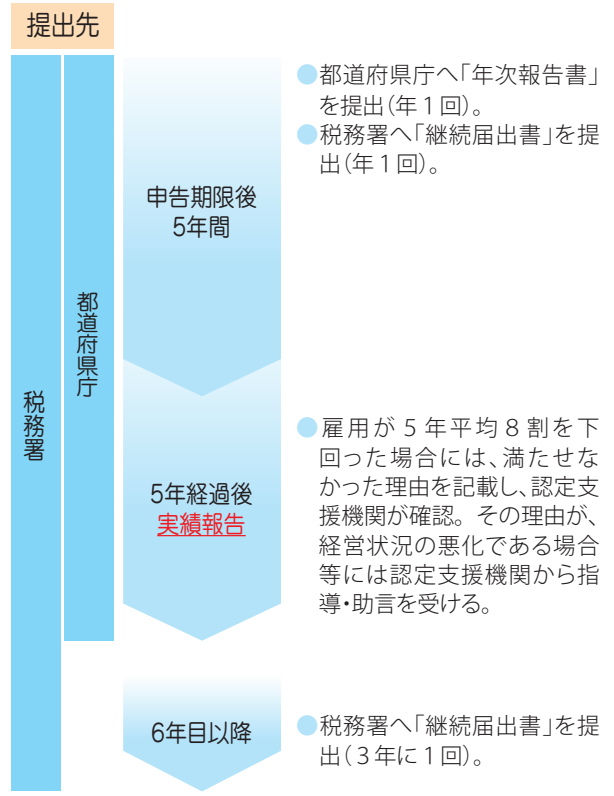 提出先
税務署
都道府県庁
申告期限後
5年間
●都道府県庁へ「年次報告書」
を提出(年1回)。
●税務署へ「継続届出書」を提
出(年1回)。
5年経過後
実績報告
●雇用が5年平均8割を下
回った場合には、満たせな
かった理由を記載し、認定支
援機関が確認。その理由が、
経営状況の悪化である場合
等には認定支援機関から指
導・助言を受ける。
6年目以降
●税務署へ「継続届出書」を提
出(3年に1回)。